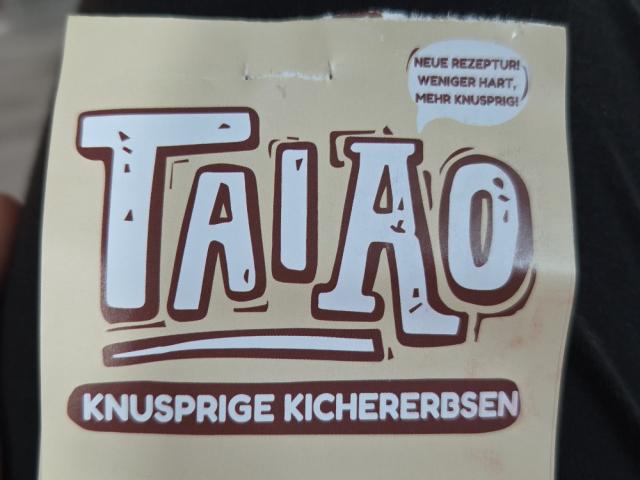 NEUE REZEPTUR!
WENIGER HART,
MEHR KNUSPRIG!
TAIAO
KNUSPRIGE KICHERERBSEN